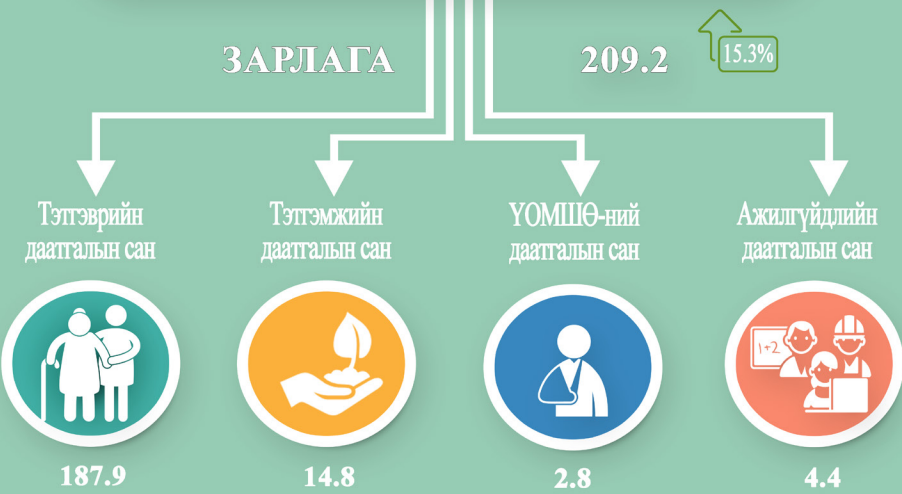 ЗАРЛАГА
209.2
15.3%
Тэтгэврийн
даатгалын сан
Тэтгэмжийн
даатгалын сан
ҮОМШӨ-ний
даатгалын сан
Ажилгүйдлийн
даатгалын сан
1+2
187.9
14.8
2.8
4.4